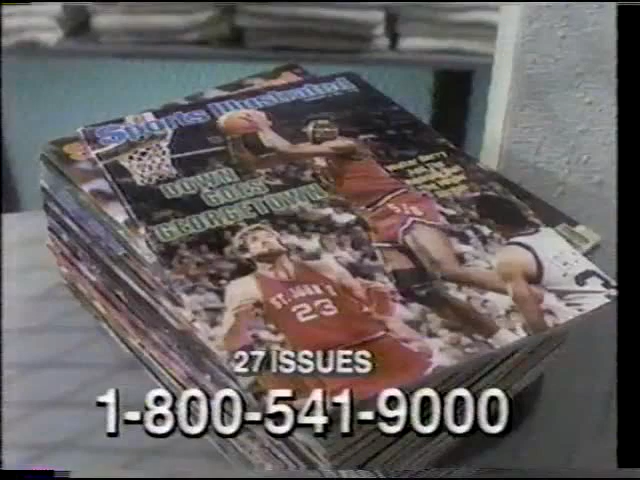 Sports Illustrated
DOWN
GOES
GEORGETOWN
ST. JOHN'S
23
27 ISSUES
1-800-541-9000